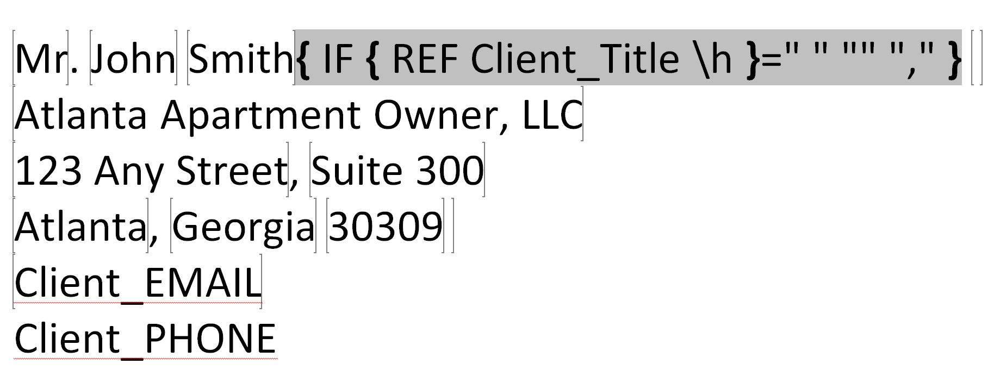 Mr. John Smith{ IF { REF Client_Title \h }=" " "" "," }
Atlanta Apartment Owner, LLC
123 Any Street, Suite 300
Atlanta, Georgia 30309
Client_EMAIL
Client_PHONE